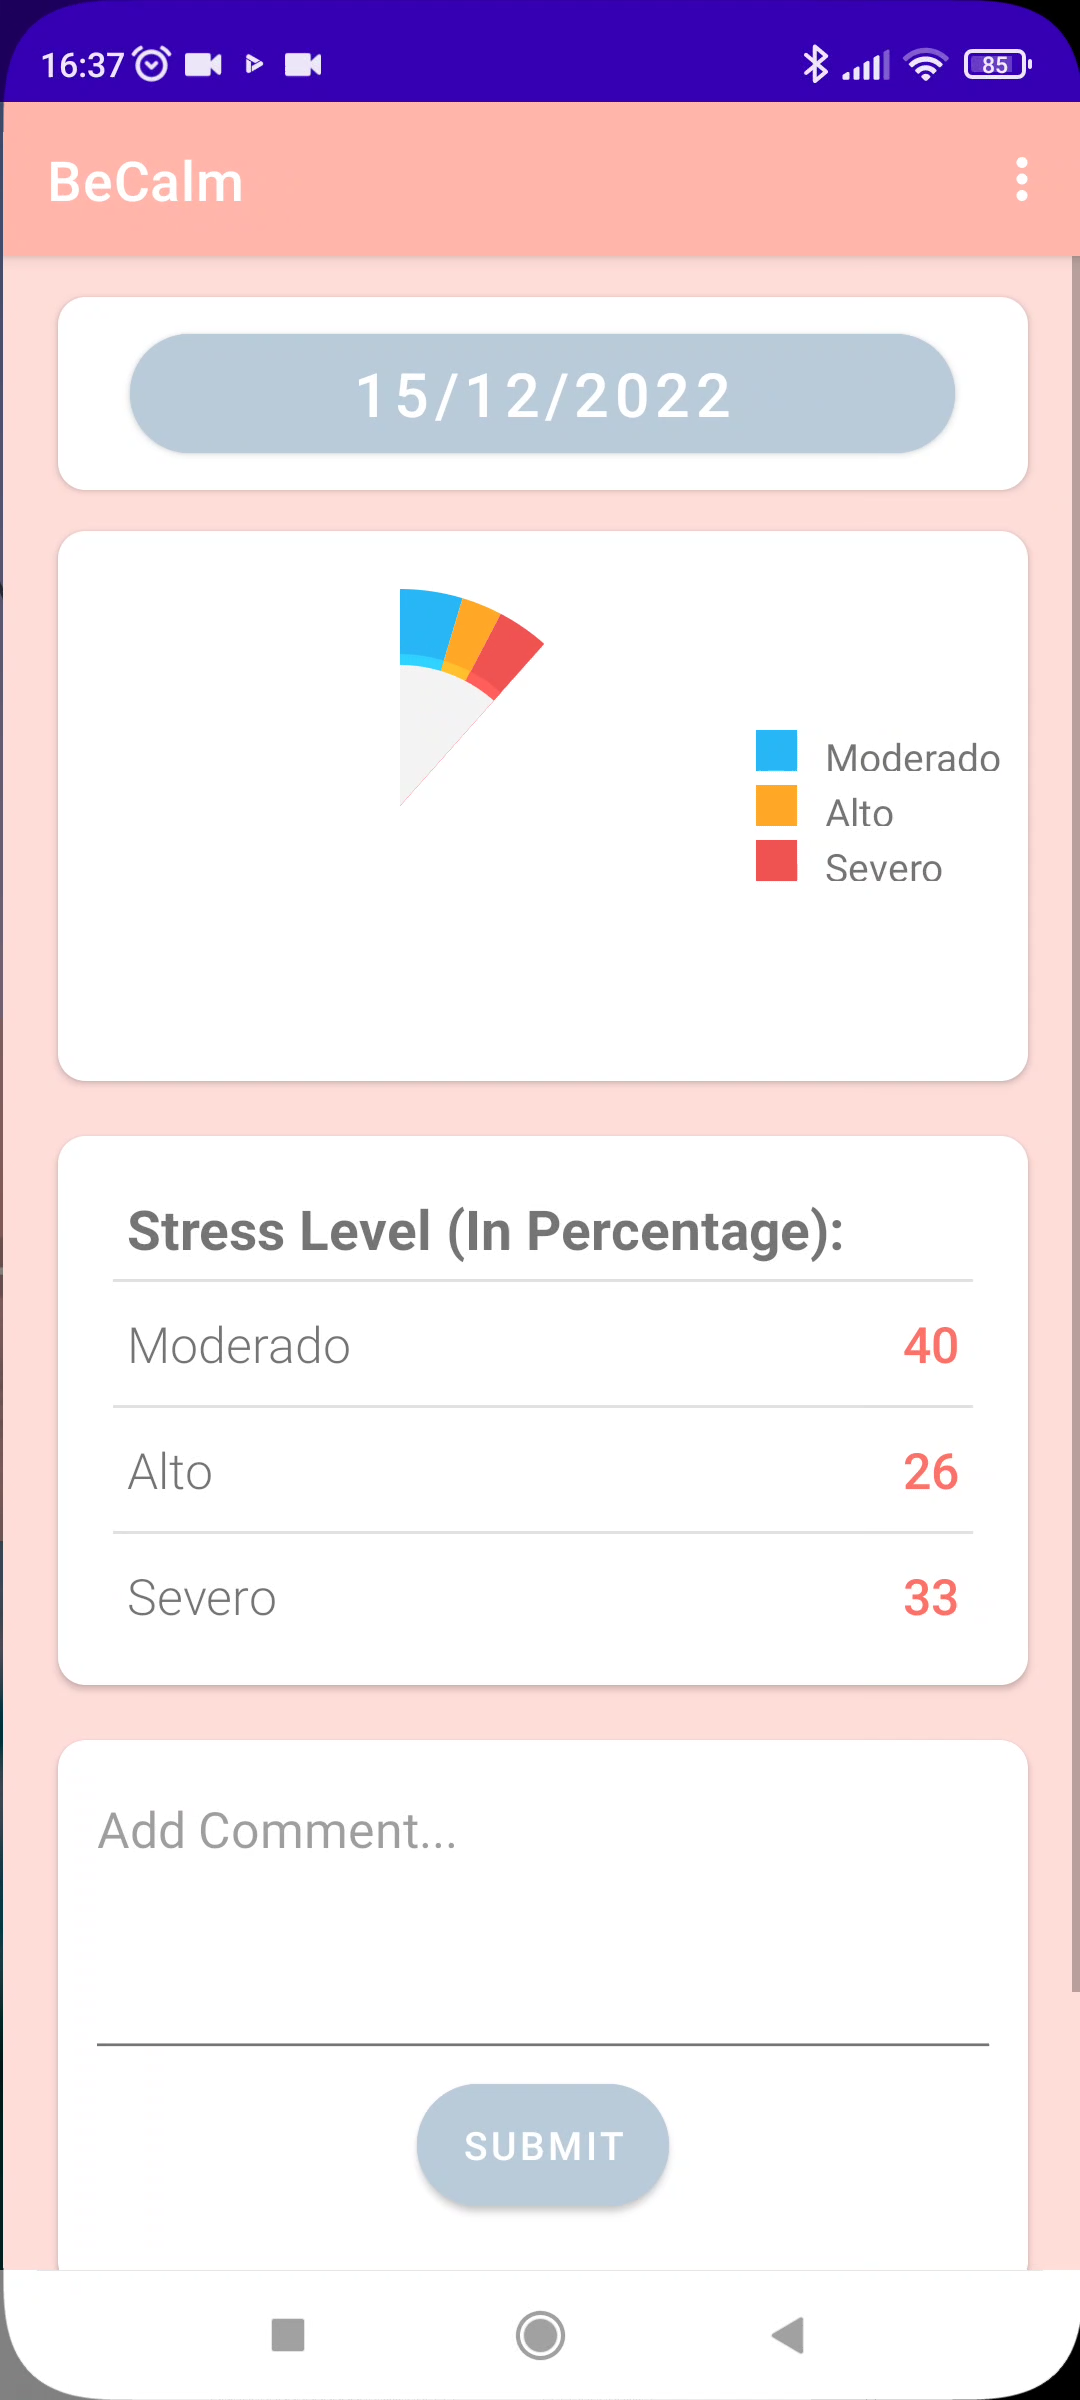 16:37 85
BeCalm
15/12/2022
Moderado
Alto
Severo
Stress Level (In Percentage):
Moderado 40
Alto 26
Severo 33
Add Comment...
SUBMIT